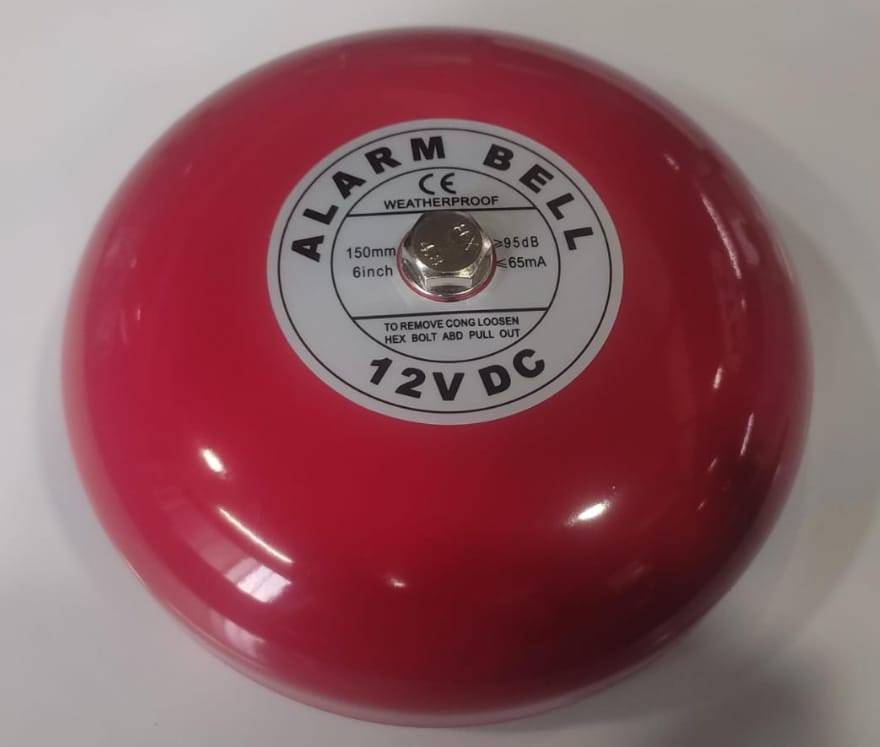 ALARM BELL
CE
WEATHERPROOF
150mm ≥95dB
6inch ≤65mA
TO REMOVE CONG LOOSEN
HEX BOLT ABD PULL OUT
12V DC